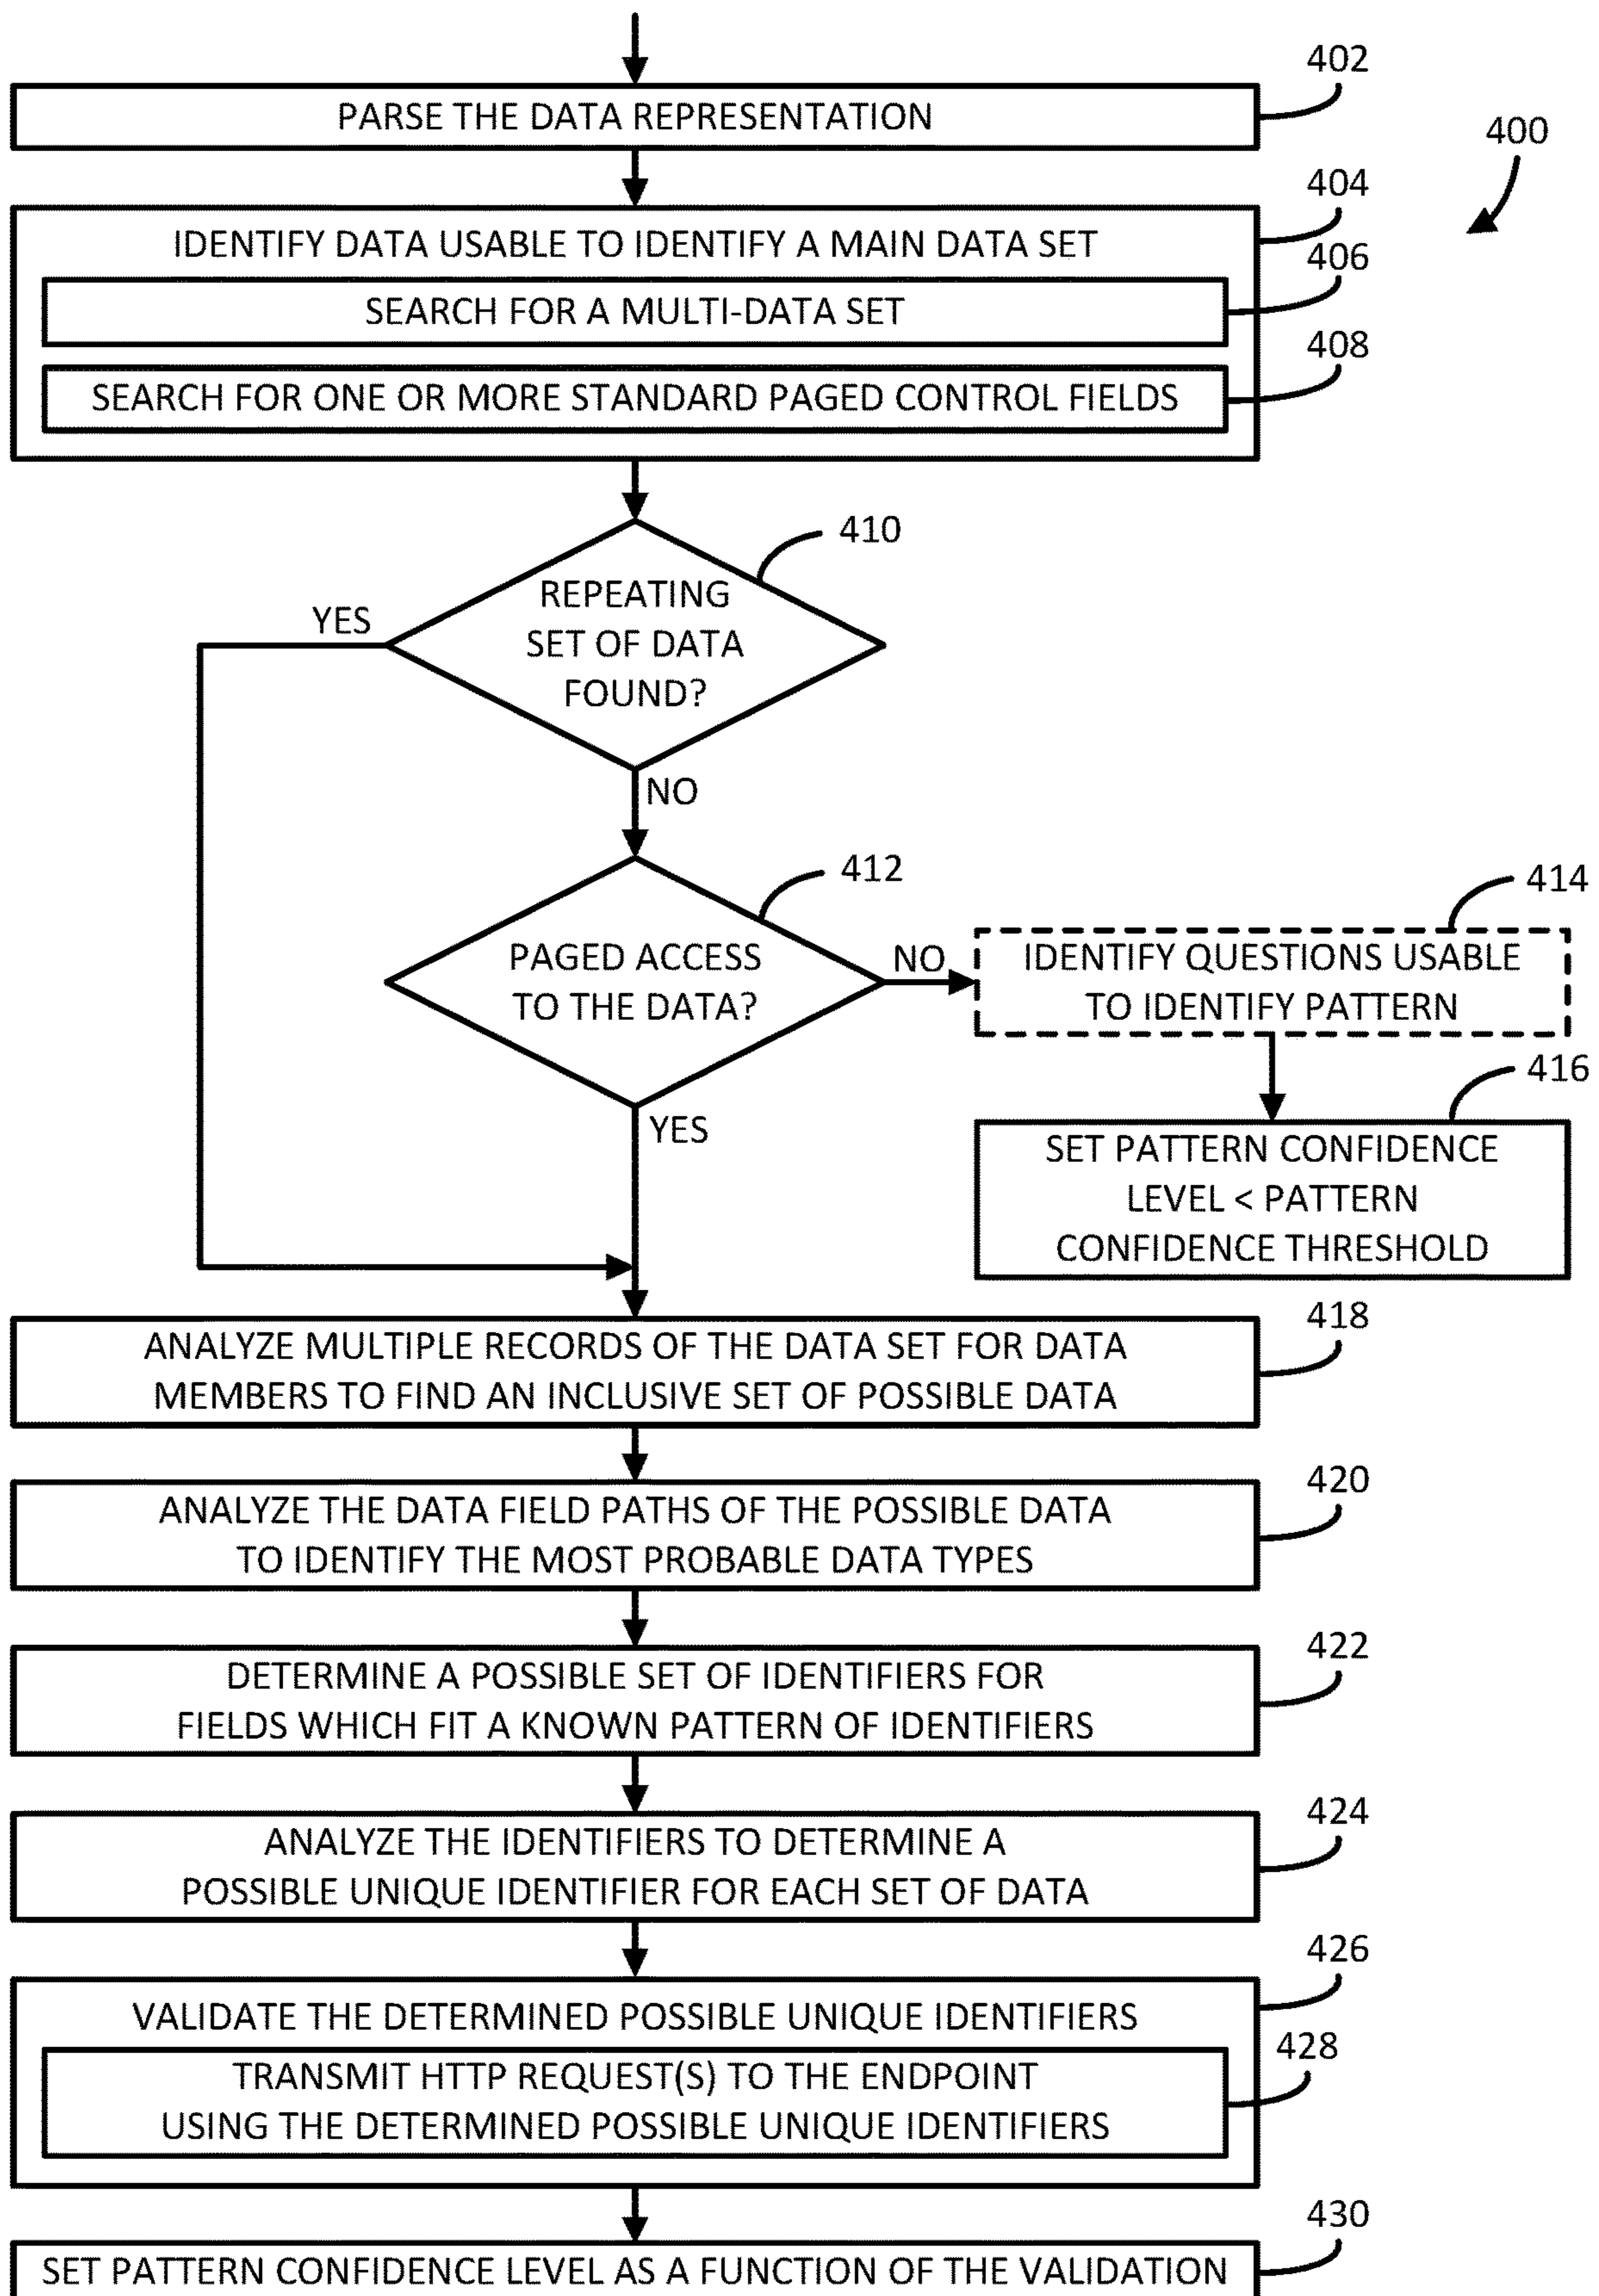 402
PARSE THE DATA REPRESENTATION
400
404
IDENTIFY DATA USABLE TO IDENTIFY A MAIN DATA SET
406
SEARCH FOR A MULTI-DATA SET
408
SEARCH FOR ONE OR MORE STANDARD PAGED CONTROL FIELDS
410
REPEATING
SET OF DATA
FOUND?
YES
NO
412
PAGED ACCESS
TO THE DATA?
NO
YES
414
IDENTIFY QUESTIONS USABLE
TO IDENTIFY PATTERN
416
SET PATTERN CONFIDENCE
LEVEL < PATTERN
CONFIDENCE THRESHOLD
418
ANALYZE MULTIPLE RECORDS OF THE DATA SET FOR DATA
MEMBERS TO FIND AN INCLUSIVE SET OF POSSIBLE DATA
420
ANALYZE THE DATA FIELD PATHS OF THE POSSIBLE DATA
TO IDENTIFY THE MOST PROBABLE DATA TYPES
422
DETERMINE A POSSIBLE SET OF IDENTIFIERS FOR
FIELDS WHICH FIT A KNOWN PATTERN OF IDENTIFIERS
424
ANALYZE THE IDENTIFIERS TO DETERMINE A
POSSIBLE UNIQUE IDENTIFIER FOR EACH SET OF DATA
426
VALIDATE THE DETERMINED POSSIBLE UNIQUE IDENTIFIERS
428
TRANSMIT HTTP REQUEST(S) TO THE ENDPOINT
USING THE DETERMINED POSSIBLE UNIQUE IDENTIFIERS
430
SET PATTERN CONFIDENCE LEVEL AS A FUNCTION OF THE VALIDATION